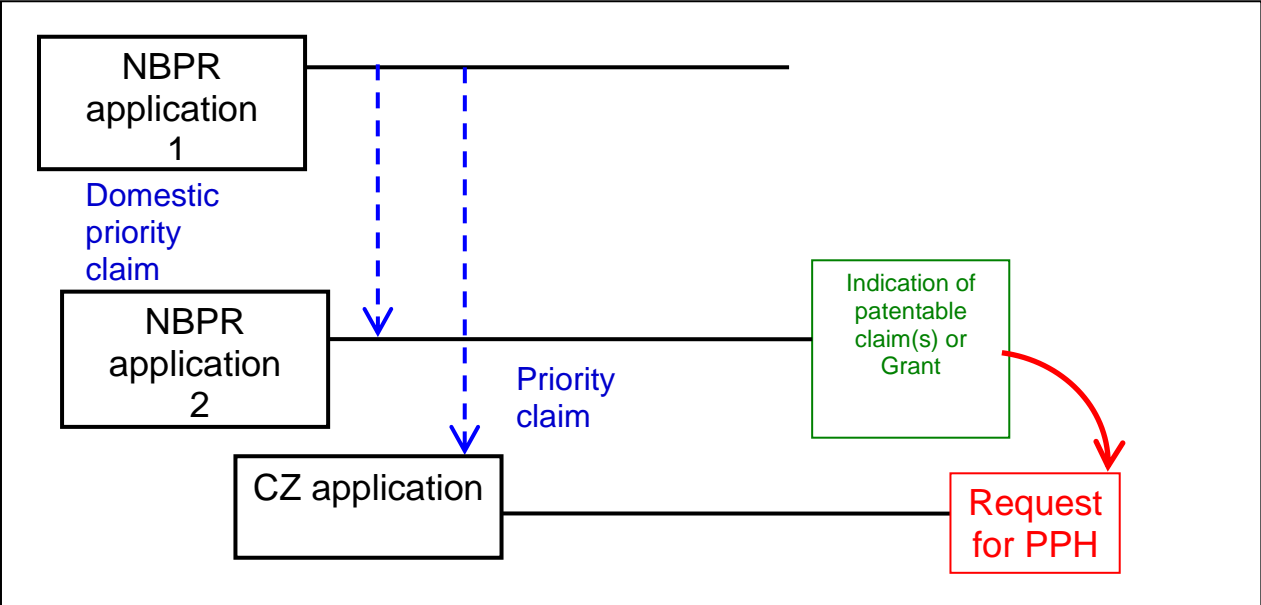 NBPR
application
1
Domestic
priority
claim
NBPR
application
2
Indication of
patentable
claim(s) or
Grant
Priority
claim
CZ application
Request
for PPH